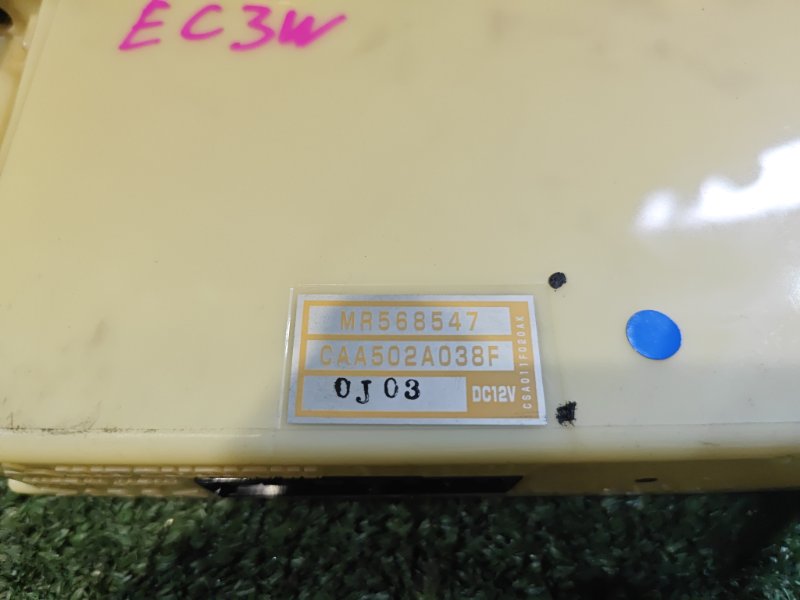 EC3W
MR568547
CAA502A038F
0J03
DC12V
CSA011F020AK